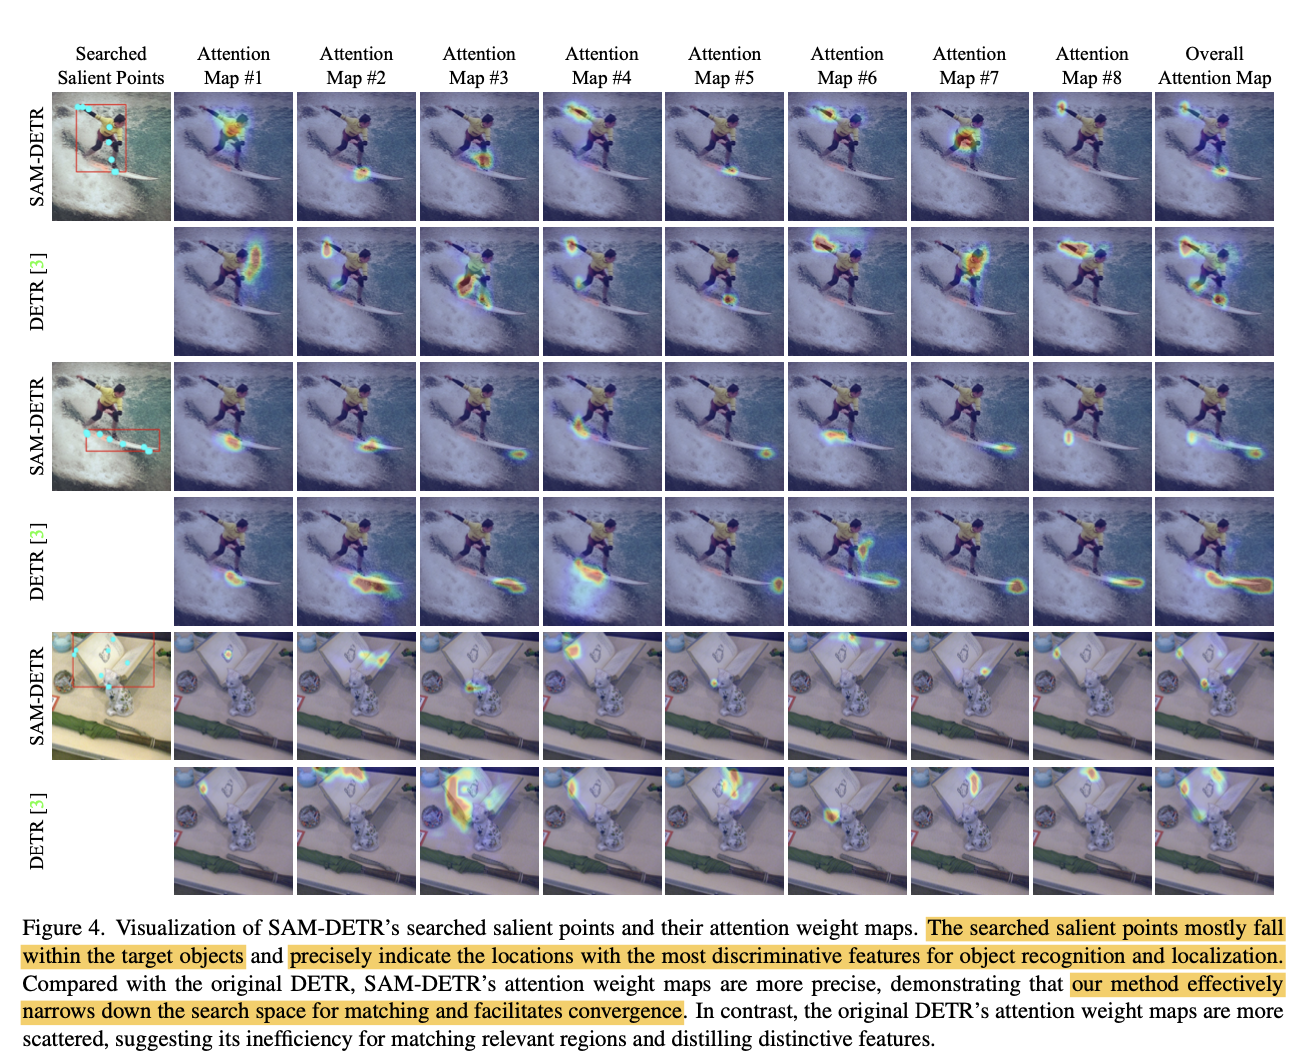 Searched Salient Points
Attention Map #1
Attention Map #2
Attention Map #3
Attention Map #4
Attention Map #5
Attention Map #6
Attention Map #7
Attention Map #8
Overall Attention Map
SAM-DETR
DETR [3]
SAM-DETR
DETR [3]
SAM-DETR
DETR [3]
Figure 4. Visualization of SAM-DETR's searched salient points and their attention weight maps. The searched salient points mostly fall
within the target objects and precisely indicate the locations with the most discriminative features for object recognition and localization.
Compared with the original DETR, SAM-DETR's attention weight maps are more precise, demonstrating that our method effectively
narrows down the search space for matching and facilitates convergence. In contrast, the original DETR's attention weight maps are more
scattered, suggesting its inefficiency for matching relevant regions and distilling distinctive features.